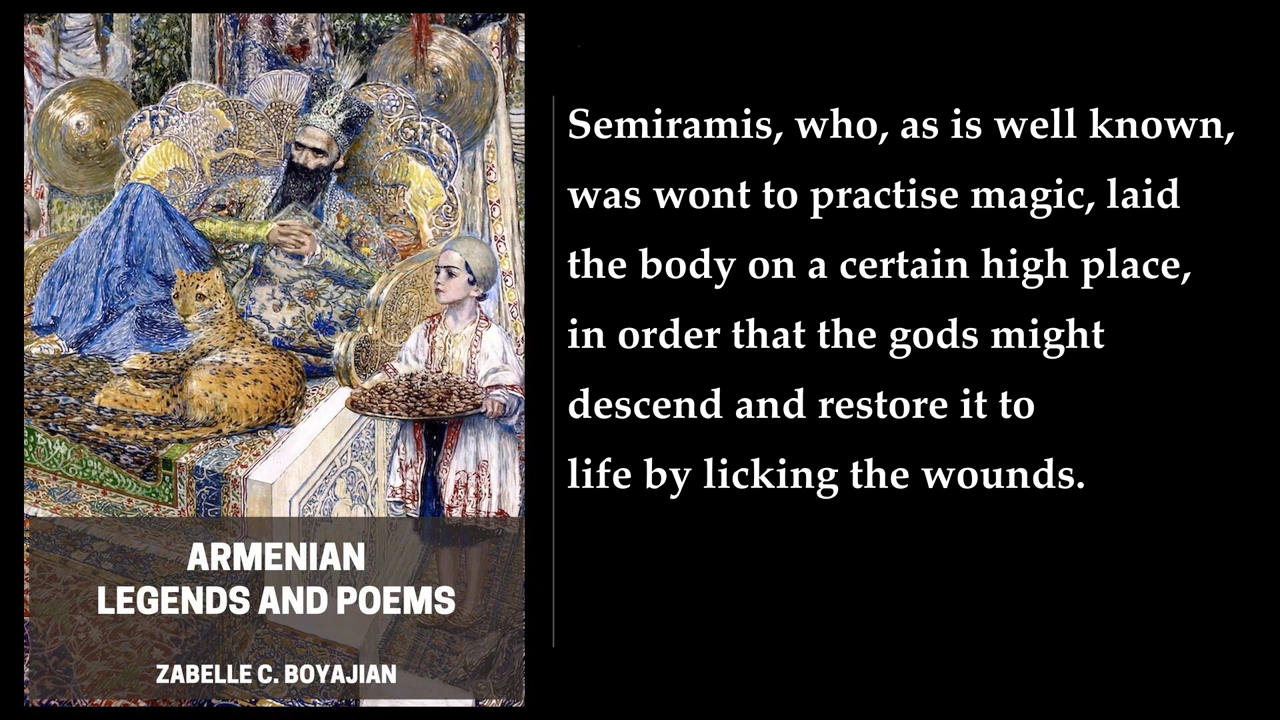 Semiramis, who, as is well known,
was wont to practise magic, laid
the body on a certain high place,
in order that the gods might
descend and restore it to
life by licking the wounds.
ARMENIAN
LEGENDS AND POEMS
ZABELLE C. BOYAJIAN